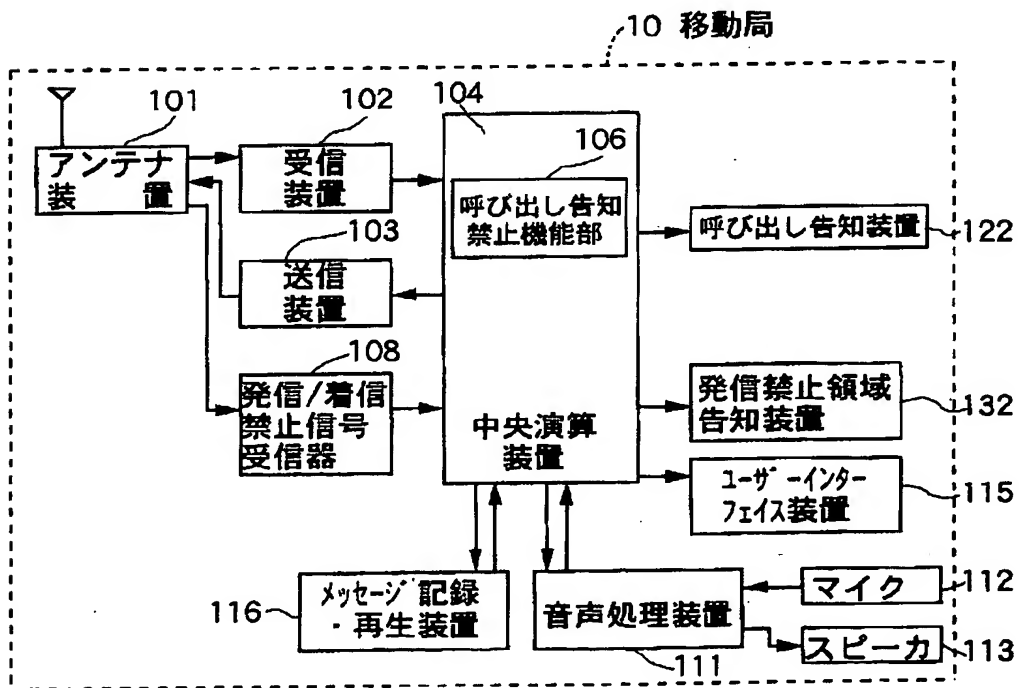 10 移動局
101
アンテナ
装 置
102
受信
装置
103
送信
装置
104
106
呼び出し告知
禁止機能部
中央演算
装置
108
発信/着信
禁止信号
受信器
呼び出し告知装置
122
発信禁止領域
告知装置
132
ユーザーインター
フェイス装置
115
メッセージ記録
・再生装置
116
音声処理装置
111
マイク
112
スピーカ
113